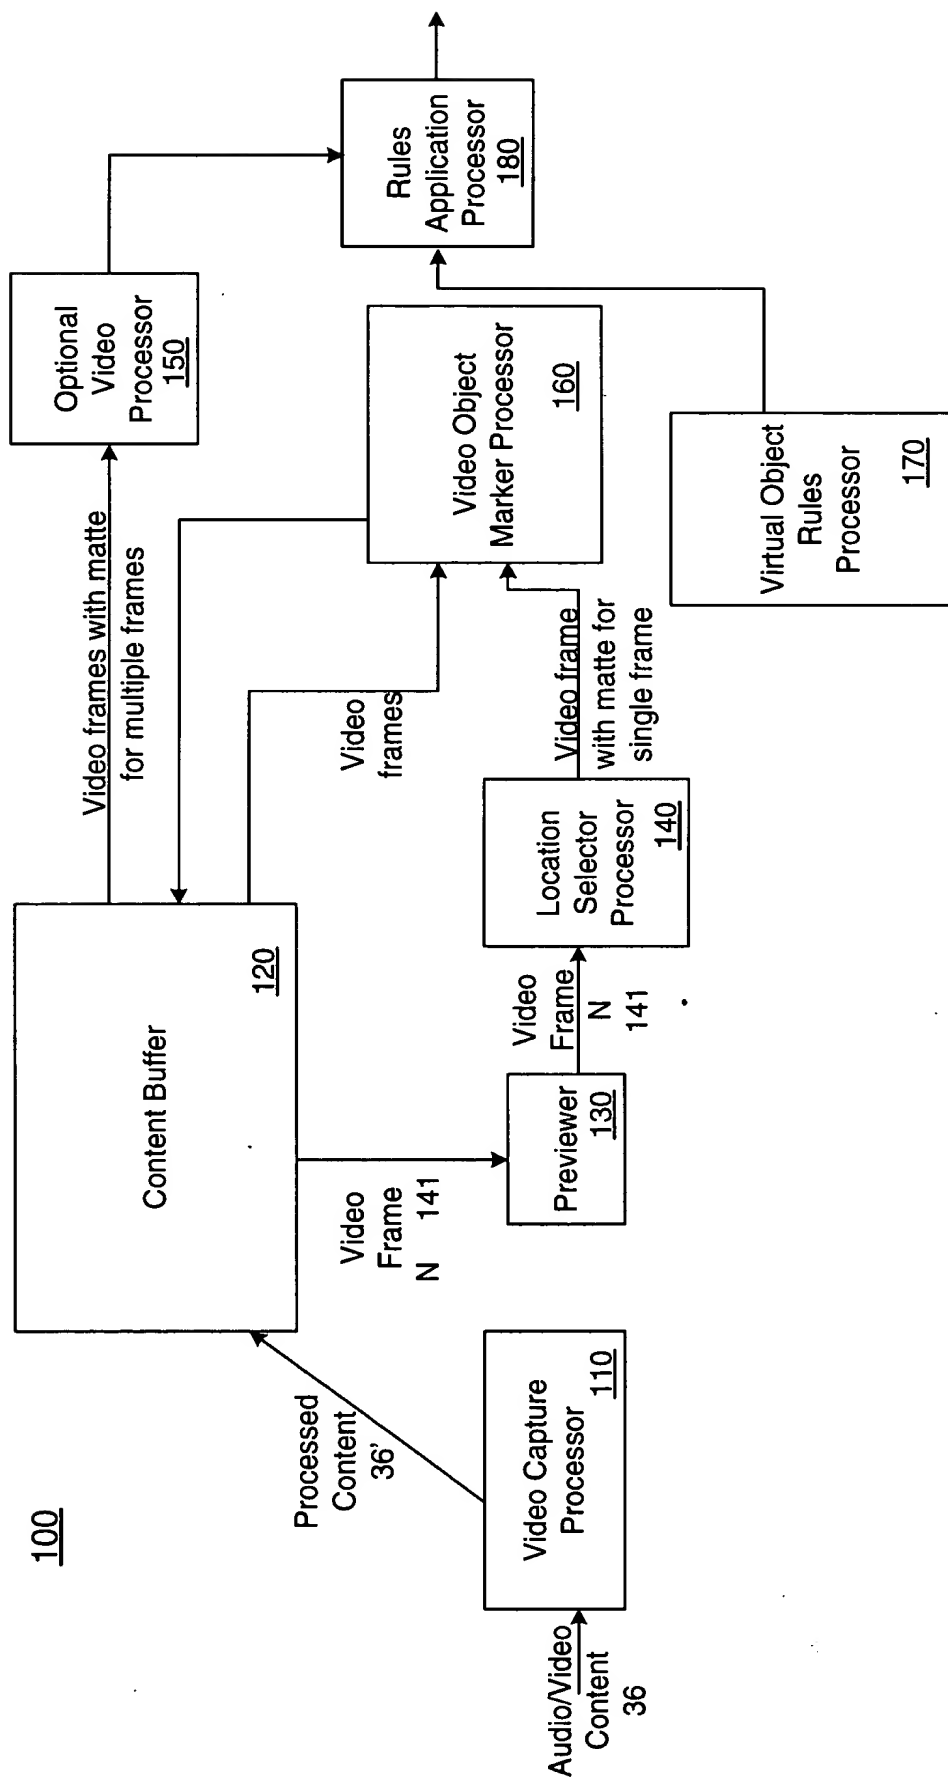 100
Audio/Video
Content
36
Video Capture
Processor
110
Processed
Content
36'
Content Buffer
120
Video
Frame
N 141
Previewer
130
Video
Frame
N
141
Location
Selector
Processor
140
Video frame
with matte for
single frame
Video
frames
Video Object
Marker Processor
160
Video frames with matte
for multiple frames
Optional
Video
Processor
150
Virtual Object
Rules
Processor
170
Rules
Application
Processor
180